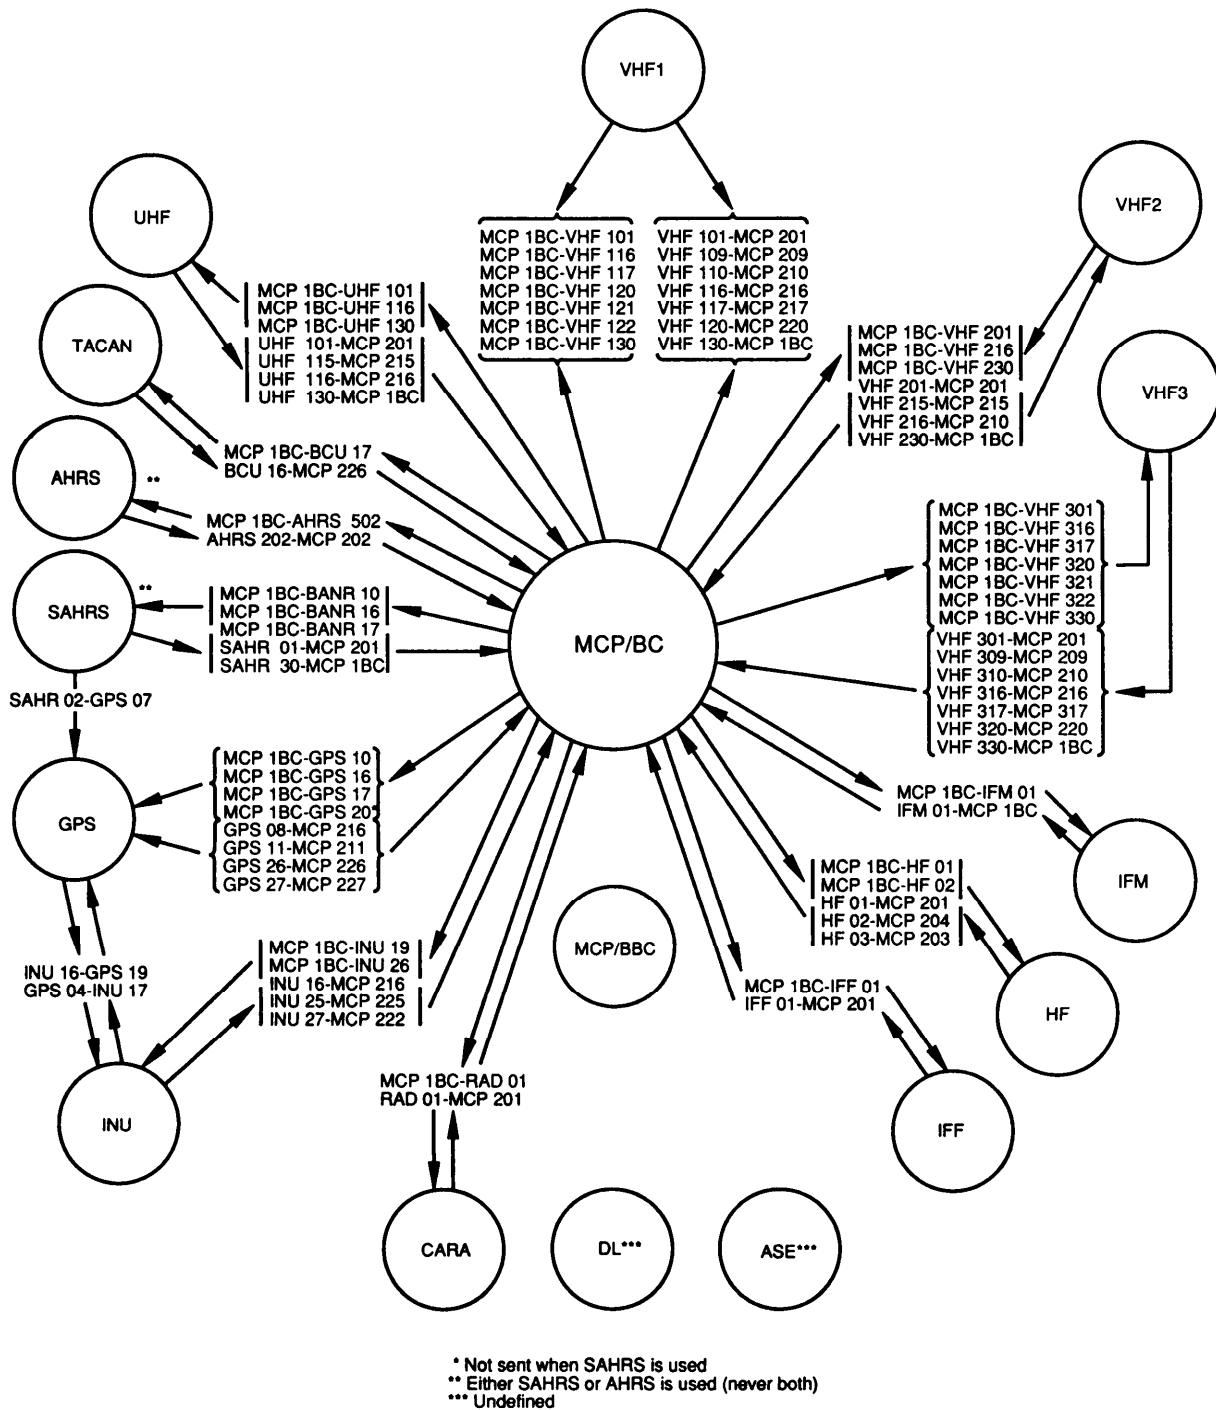 VHF1
UHF
VHF2
MCP 1BC-VHF 101
MCP 1BC-VHF 116
MCP 1BC-VHF 117
MCP 1BC-VHF 120
MCP 1BC-VHF 121
MCP 1BC-VHF 122
MCP 1BC-VHF 130
VHF 101-MCP 201
VHF 109-MCP 209
VHF 110-MCP 210
VHF 116-MCP 216
VHF 117-MCP 217
VHF 120-MCP 220
VHF 130-MCP 1BC
MCP 1BC-UHF 101
MCP 1BC-UHF 116
MCP 1BC-UHF 130
UHF 101-MCP 201
UHF 115-MCP 215
UHF 116-MCP 216
UHF 130-MCP 1BC
MCP 1BC-VHF 201
MCP 1BC-VHF 216
MCP 1BC-VHF 230
VHF 201-MCP 201
VHF 215-MCP 215
VHF 216-MCP 210
VHF 230-MCP 1BC
TACAN
VHF3
MCP 1BC-BCU 17
BCU 16-MCP 226
AHRS **
MCP 1BC-AHRS 502
AHRS 202-MCP 202
MCP 1BC-VHF 301
MCP 1BC-VHF 316
MCP 1BC-VHF 317
MCP 1BC-VHF 320
MCP 1BC-VHF 321
MCP 1BC-VHF 322
MCP 1BC-VHF 330
VHF 301-MCP 201
VHF 309-MCP 209
VHF 310-MCP 210
VHF 316-MCP 216
VHF 317-MCP 317
VHF 320-MCP 220
VHF 330-MCP 1BC
SAHRS **
MCP 1BC-BANR 10
MCP 1BC-BANR 16
MCP 1BC-BANR 17
SAHR 01-MCP 201
SAHR 30-MCP 1BC
MCP/BC
SAHR 02-GPS 07
GPS
MCP 1BC-GPS 10
MCP 1BC-GPS 16
MCP 1BC-GPS 17
MCP 1BC-GPS 20*
GPS 08-MCP 216
GPS 11-MCP 211
GPS 26-MCP 226
GPS 27-MCP 227
MCP 1BC-IFM 01
IFM 01-MCP 1BC
IFM
MCP 1BC-HF 01
MCP 1BC-HF 02
HF 01-MCP 201
HF 02-MCP 204
HF 03-MCP 203
MCP/BBC
INU 16-GPS 19
GPS 04-INU 17
MCP 1BC-INU 19
MCP 1BC-INU 26
INU 16-MCP 216
INU 25-MCP 225
INU 27-MCP 222
MCP 1BC-IFF 01
IFF 01-MCP 201
HF
MCP 1BC-RAD 01
RAD 01-MCP 201
INU
IFF
CARA
DL***
ASE***
* Not sent when SAHRS is used
** Either SAHRS or AHRS is used (never both)
*** Undefined